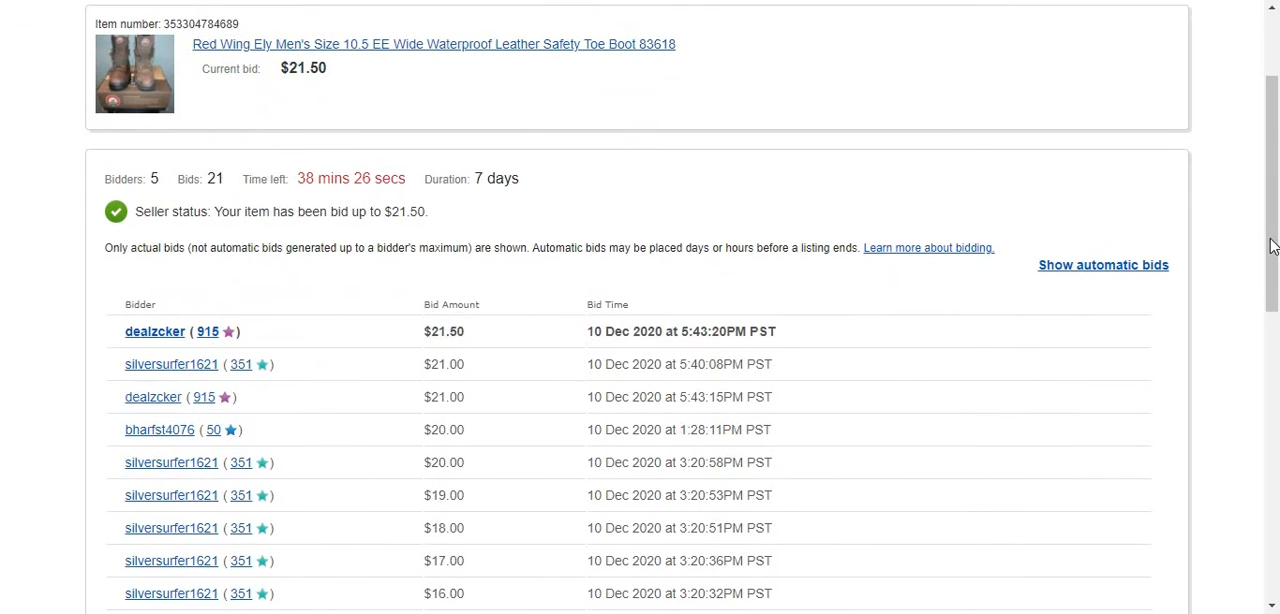 Item number: 353304784689
Red Wing Ely Men's Size 10.5 EE Wide Waterproof Leather Safety Toe Boot 83618
Current bid: $21.50
Bidders: 5 Bids: 21 Time left: 38 mins 26 secs Duration: 7 days
Seller status: Your item has been bid up to $21.50.
Only actual bids (not automatic bids generated up to a bidder's maximum) are shown. Automatic bids may be placed days or hours before a listing ends. Learn more about bidding.
Show automatic bids
Bidder Bid Amount Bid Time
dealzcker ( 915 ) $21.50 10 Dec 2020 at 5:43:20PM PST
silversurfer1621 ( 351 ) $21.00 10 Dec 2020 at 5:40:08PM PST
dealzcker ( 915 ) $21.00 10 Dec 2020 at 5:43:15PM PST
bharfst4076 ( 50 ) $20.00 10 Dec 2020 at 1:28:11PM PST
silversurfer1621 ( 351 ) $20.00 10 Dec 2020 at 3:20:58PM PST
silversurfer1621 ( 351 ) $19.00 10 Dec 2020 at 3:20:53PM PST
silversurfer1621 ( 351 ) $18.00 10 Dec 2020 at 3:20:51PM PST
silversurfer1621 ( 351 ) $17.00 10 Dec 2020 at 3:20:36PM PST
silversurfer1621 ( 351 ) $16.00 10 Dec 2020 at 3:20:32PM PST